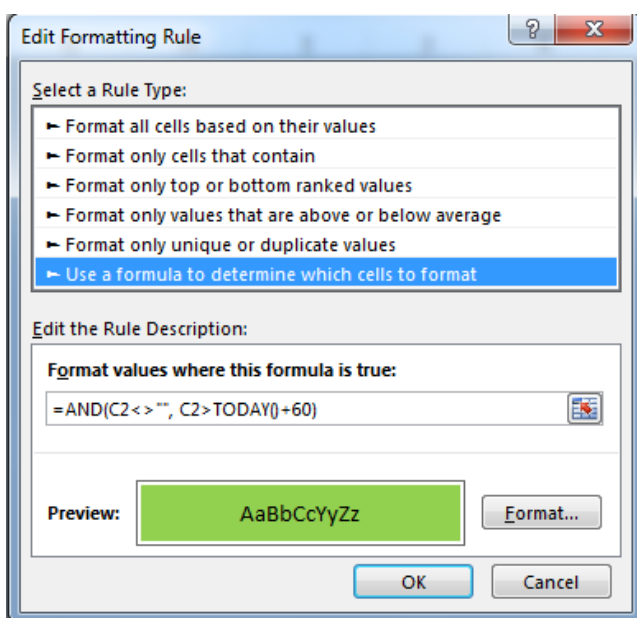 Edit Formatting Rule
?
X
Select a Rule Type:
► Format all cells based on their values
► Format only cells that contain
► Format only top or bottom ranked values
► Format only values that are above or below average
► Format only unique or duplicate values
► Use a formula to determine which cells to format
Edit the Rule Description:
Format values where this formula is true:
=AND(C2<>"", C2>TODAY()+60)
Preview:
AaBbCcYyZz
Format...
OK
Cancel